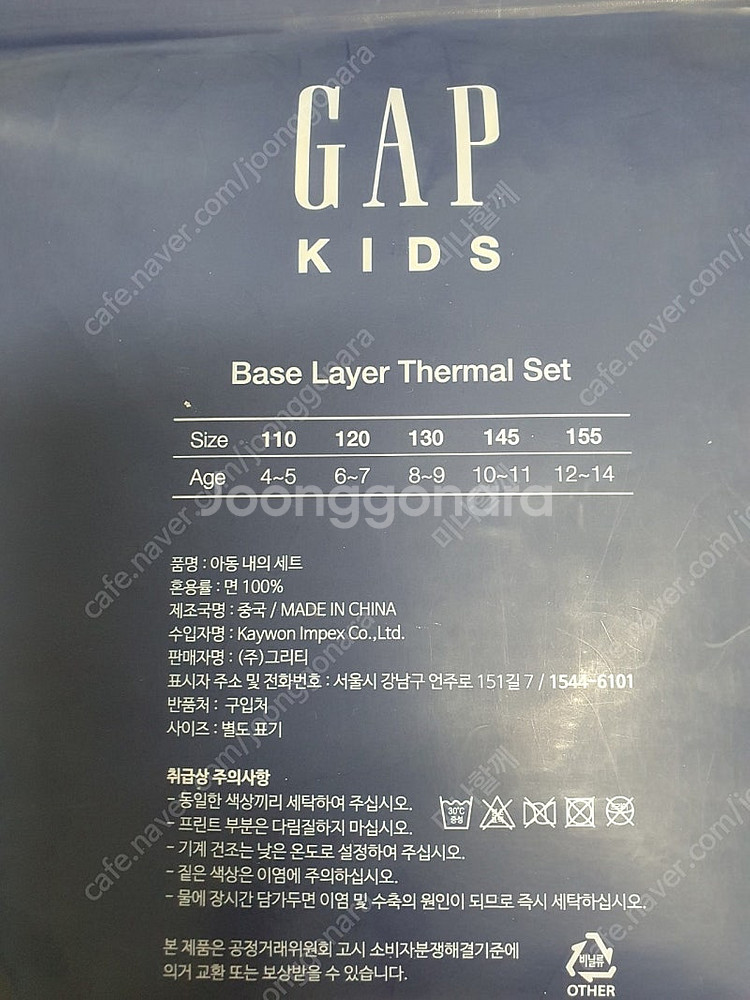 GAP
KIDS
Base Layer Thermal Set
Size 110 120 130 145 155
Age 4~5 6~7 8~9 10~11 12~14
Joonggonara
품명 : 아동 내의 세트
혼용률 : 면 100%
제조국명 : 중국 / MADE IN CHINA
수입자명 : Kaywon Impex Co.,Ltd.
판매자명 : (주)그리티
표시자 주소 및 전화번호 : 서울시 강남구 언주로 151길 7 / 1544-6101
반품처 : 구입처
사이즈 : 별도 표기
취급상 주의사항
- 동일한 색상끼리 세탁하여 주십시오.
- 프린트 부분은 다림질하지 마십시오.
- 기계 건조는 낮은 온도로 설정하여 주십시오.
- 짙은 색상은 이염에 주의하십시오.
- 물에 장시간 담가두면 이염 및 수축의 원인이 되므로 즉시 세탁하십시오.
30℃
중성
본 제품은 공정거래위원회 고시 소비자분쟁해결기준에
의거 교환 또는 보상받을 수 있습니다.
비닐류
OTHER
cafe.naver.com/joonggonara
미나할게